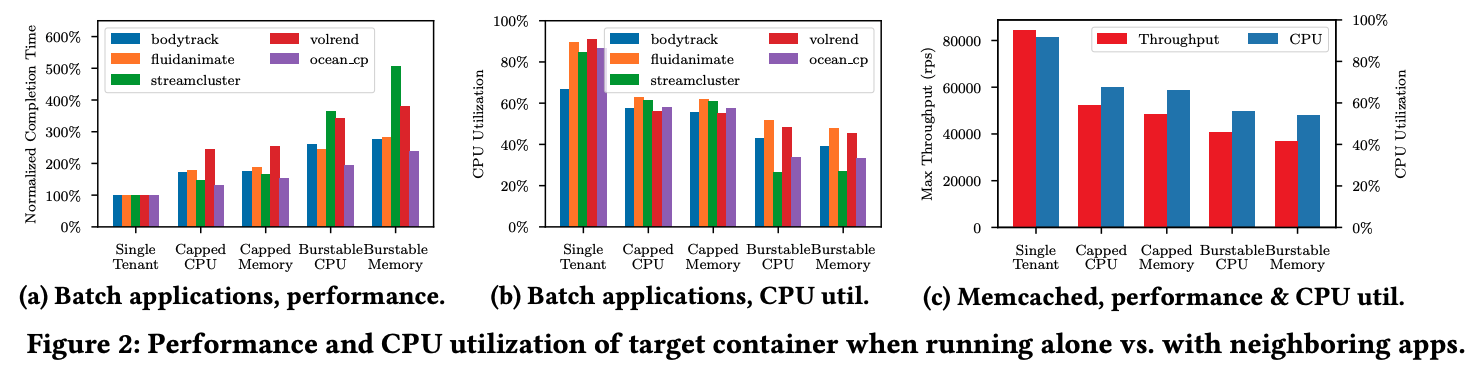 Normalized Completion Time
600%
500%
400%
300%
200%
100%
0%
bodytrack
fluidanimate
streamcluster
volrend
ocean_cp
Single
Tenant
Capped
CPU
Capped
Memory
Burstable
CPU
Burstable
Memory
(a) Batch applications, performance.
CPU Utilization
100%
80%
60%
40%
20%
0%
bodytrack
fluidanimate
streamcluster
volrend
ocean_cp
Single
Tenant
Capped
CPU
Capped
Memory
Burstable
CPU
Burstable
Memory
(b) Batch applications, CPU util.
Max Throughput (rps)
80000
60000
40000
20000
0
Throughput
CPU
100%
80%
60%
40%
20%
0%
CPU Utilization
Single
Tenant
Capped
CPU
Capped
Memory
Burstable
CPU
Burstable
Memory
(c) Memcached, performance & CPU util.
Figure 2: Performance and CPU utilization of target container when running alone vs. with neighboring apps.